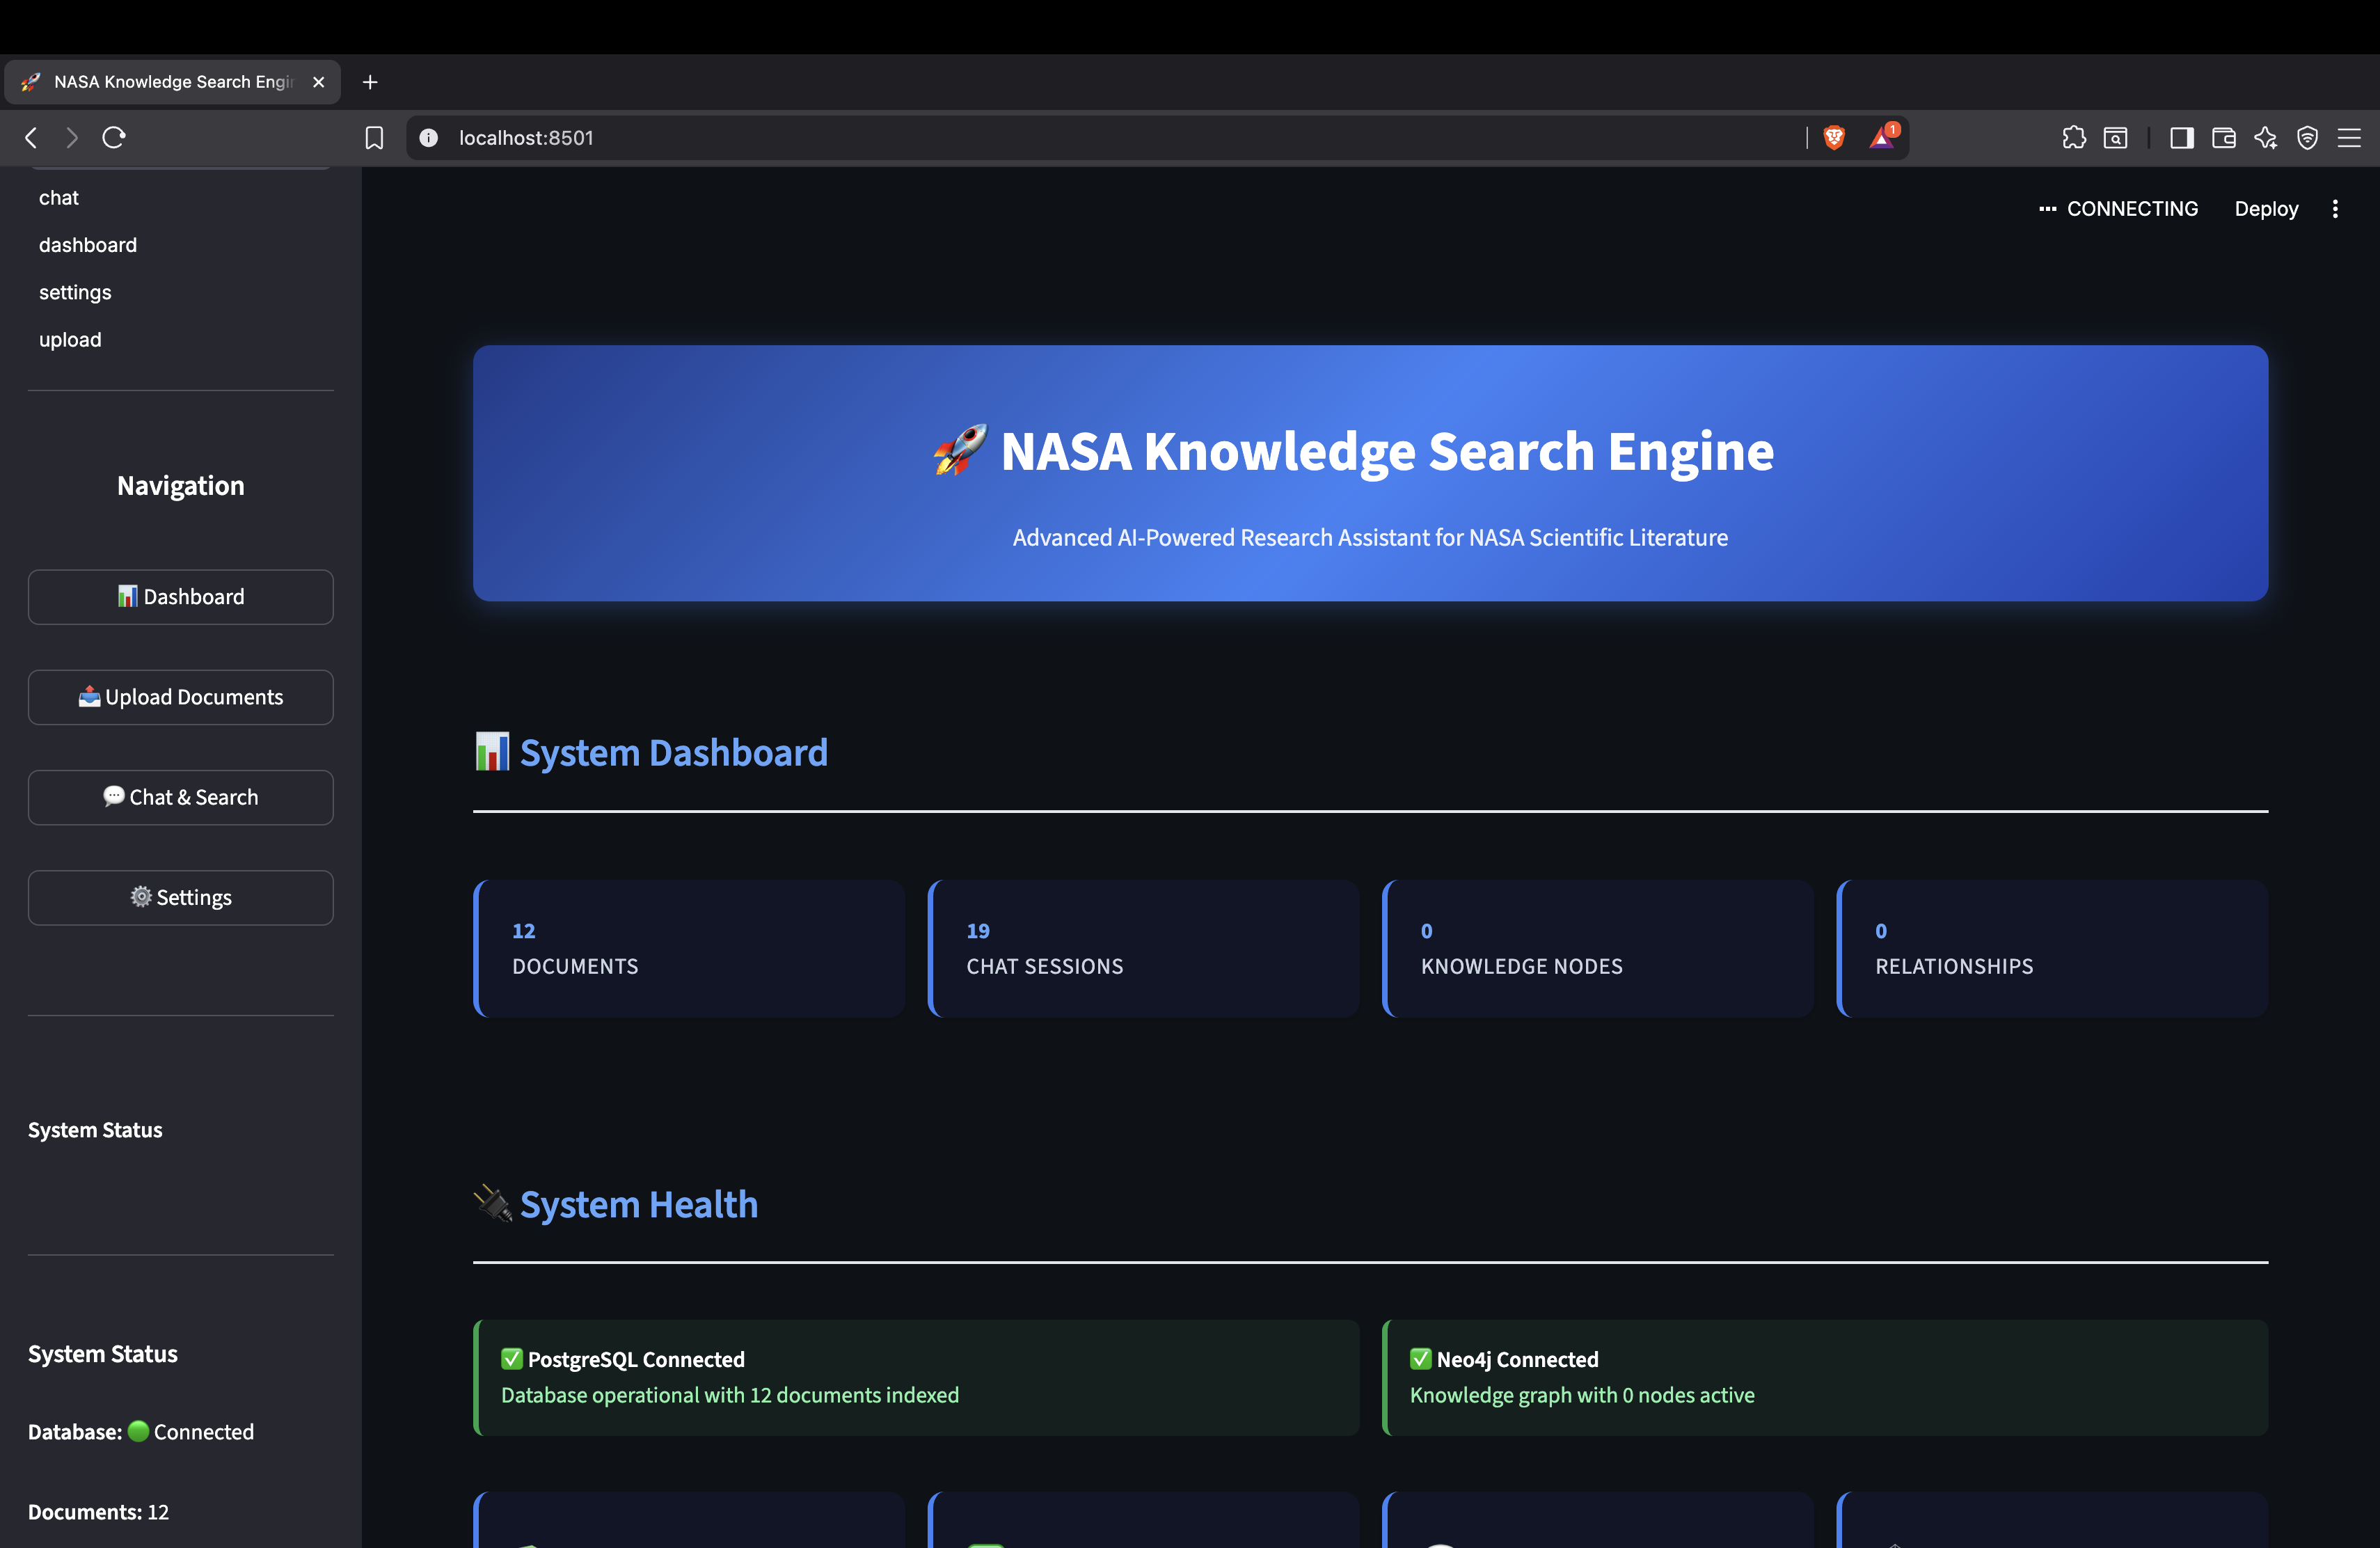 NASA Knowledge Search Engin
localhost:8501
1
chat
dashboard
settings
upload
Navigation
📊 Dashboard
📤 Upload Documents
💬 Chat & Search
⚙️ Settings
System Status
System Status
Database: 🟢 Connected
Documents: 12
CONNECTING
Deploy
🚀 NASA Knowledge Search Engine
Advanced AI-Powered Research Assistant for NASA Scientific Literature
📊 System Dashboard
12
DOCUMENTS
19
CHAT SESSIONS
0
KNOWLEDGE NODES
0
RELATIONSHIPS
🔌 System Health
✅ PostgreSQL Connected
Database operational with 12 documents indexed
✅ Neo4j Connected
Knowledge graph with 0 nodes active